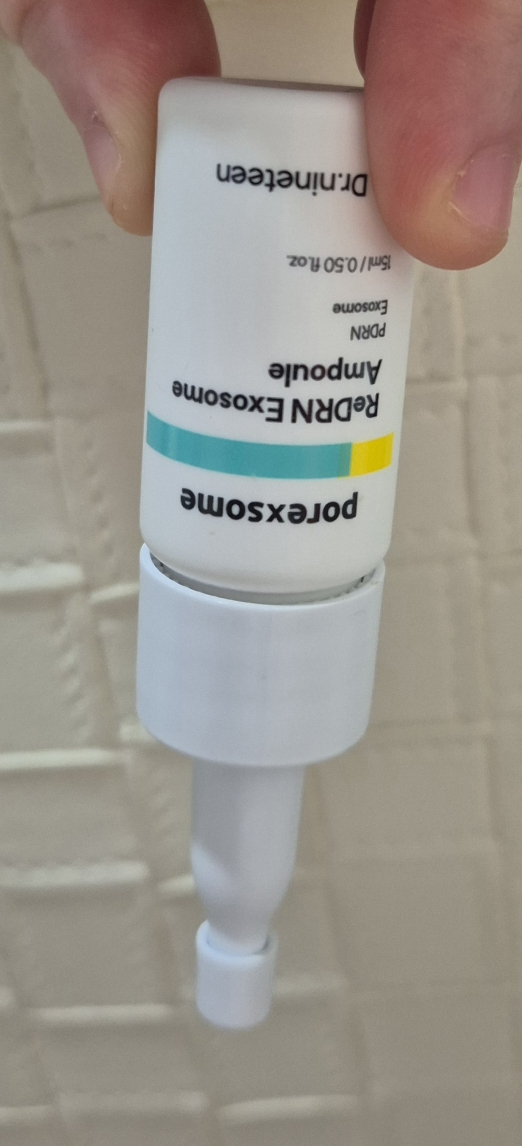 porexsome
ReDRN Exosome
Ampoule
PDRN
Exosome
15ml / 0.50 fl.oz.
Dr.nineteen